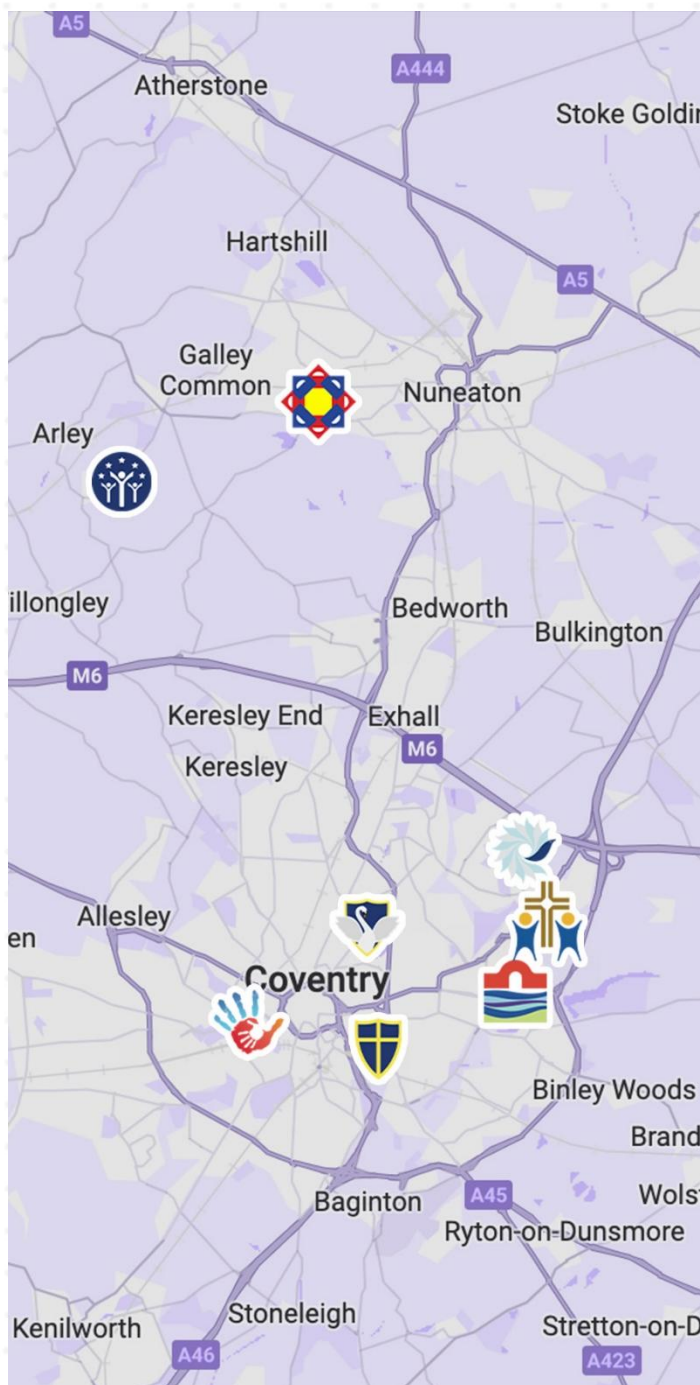 A5
A444
Atherstone
Stoke Goldin
Hartshill
A5
Galley
Common
Nuneaton
Arley
illongley
Bedworth
Bulkington
M6
Keresley End
Exhall
M6
Keresley
Allesley
en
Coventry
Binley Woods
Brand
Baginton
A45
Wols
Ryton-on-Dunsmore
Stoneleigh
Kenilworth
Stretton-on-D
A46
A423